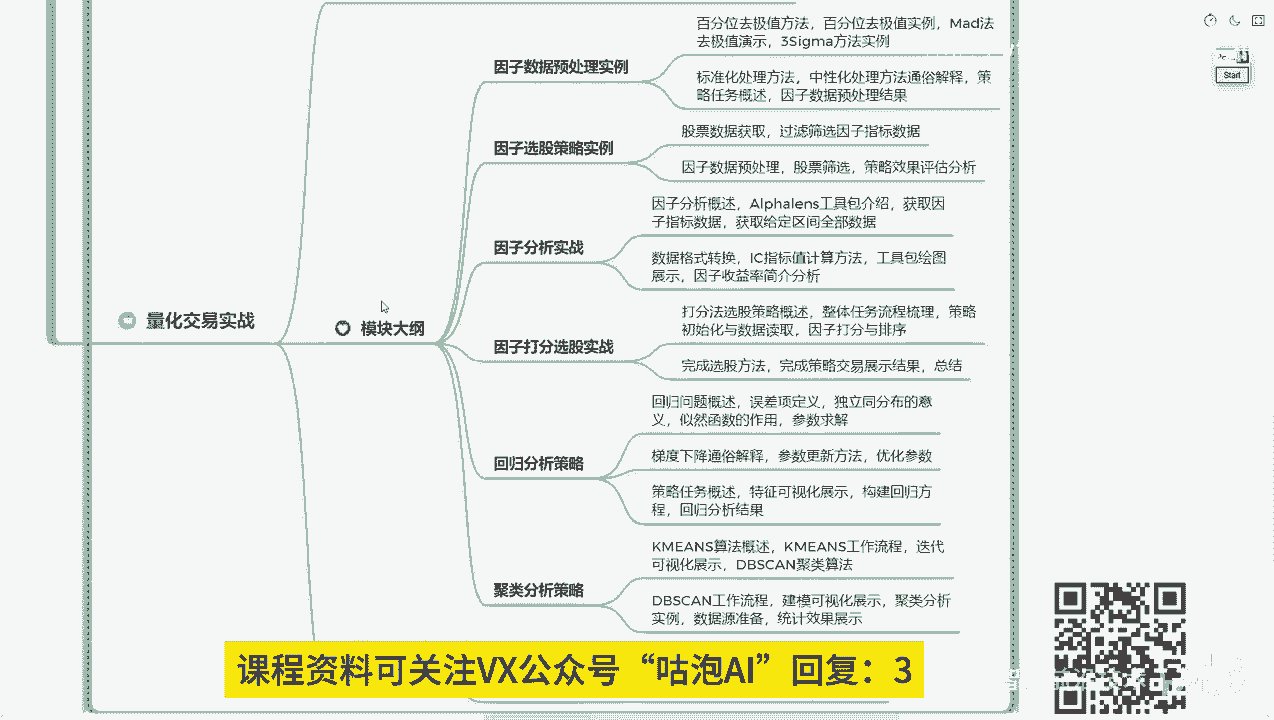 百分位去极值方法，百分位去极值实例，Mad法
去极值演示，3Sigma方法实例
因子数据预处理实例
标准化处理方法，中性化处理方法通俗解释，策
略任务概述，因子数据预处理结果
股票数据获取，过滤筛选因子指标数据
因子选股策略实例
因子数据预处理，股票筛选，策略效果评估分析
因子分析概述，Alphalens工具包介绍，获取因
子指标数据，获取给定区间全部数据
因子分析实战
数据格式转换，IC指标值计算方法，工具包绘图
展示，因子收益率简介分析
量化交易实战
模块大纲
打分法选股策略概述，整体任务流程梳理，策略
初始化与数据读取，因子打分与排序
因子打分选股实战
完成选股方法，完成策略交易展示结果，总结
回归问题概述，误差项定义，独立同分布的意
义，似然函数的作用，参数求解
回归分析策略
梯度下降通俗解释，参数更新方法，优化参数
策略任务概述，特征可视化展示，构建回归方
程，回归分析结果
KMEANS算法概述，KMEANS工作流程，迭代
可视化展示，DBSCAN聚类算法
聚类分析策略
DBSCAN工作流程，建模可视化展示，聚类分析
实例，数据源准备，统计效果展示
课程资料可关注VX公众号“咕泡AI”回复：3
Start